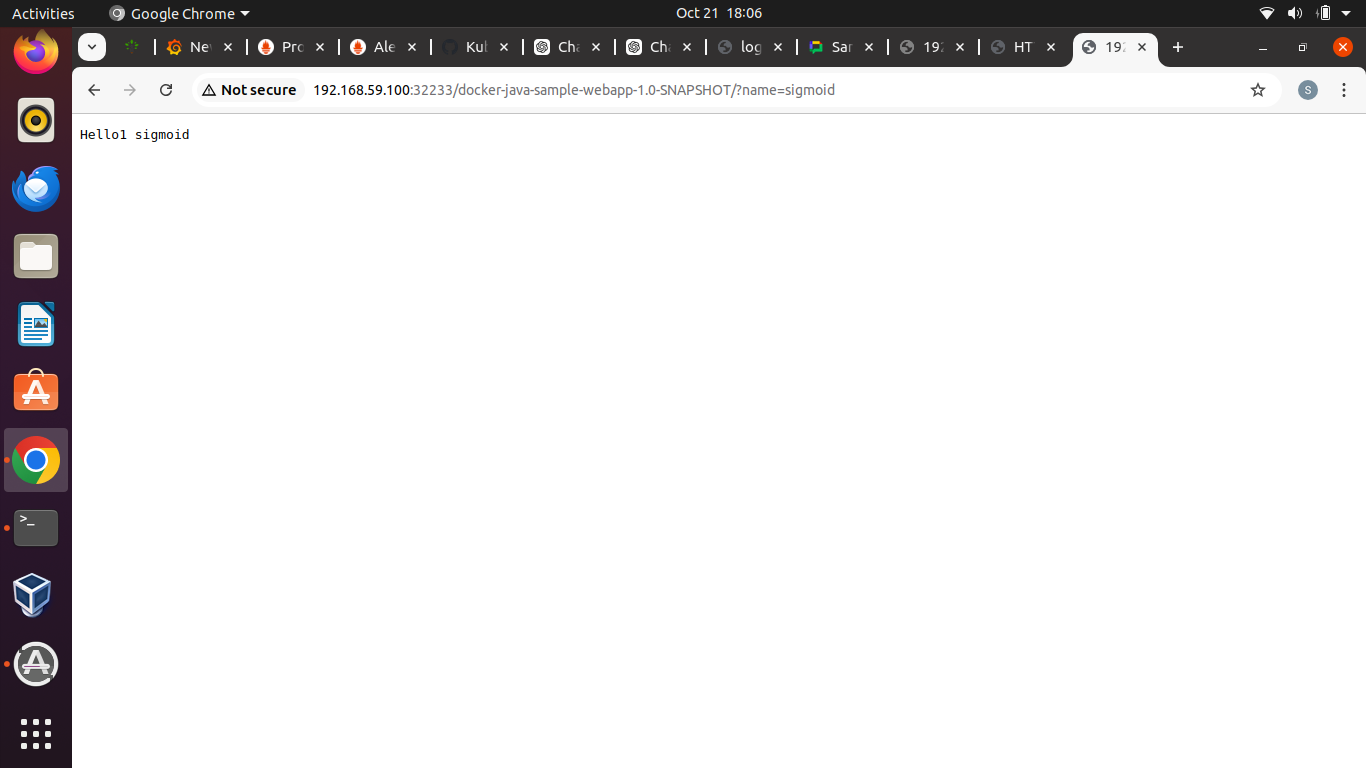 Activities
Google Chrome
Oct 21 18:06
Ne
Pro
Ale
Kul
Cha
Cha
log
Sar
192
HT
192
Not secure
192.168.59.100:32233/docker-java-sample-webapp-1.0-SNAPSHOT/?name=sigmoid
S
Hello1 sigmoid
>_